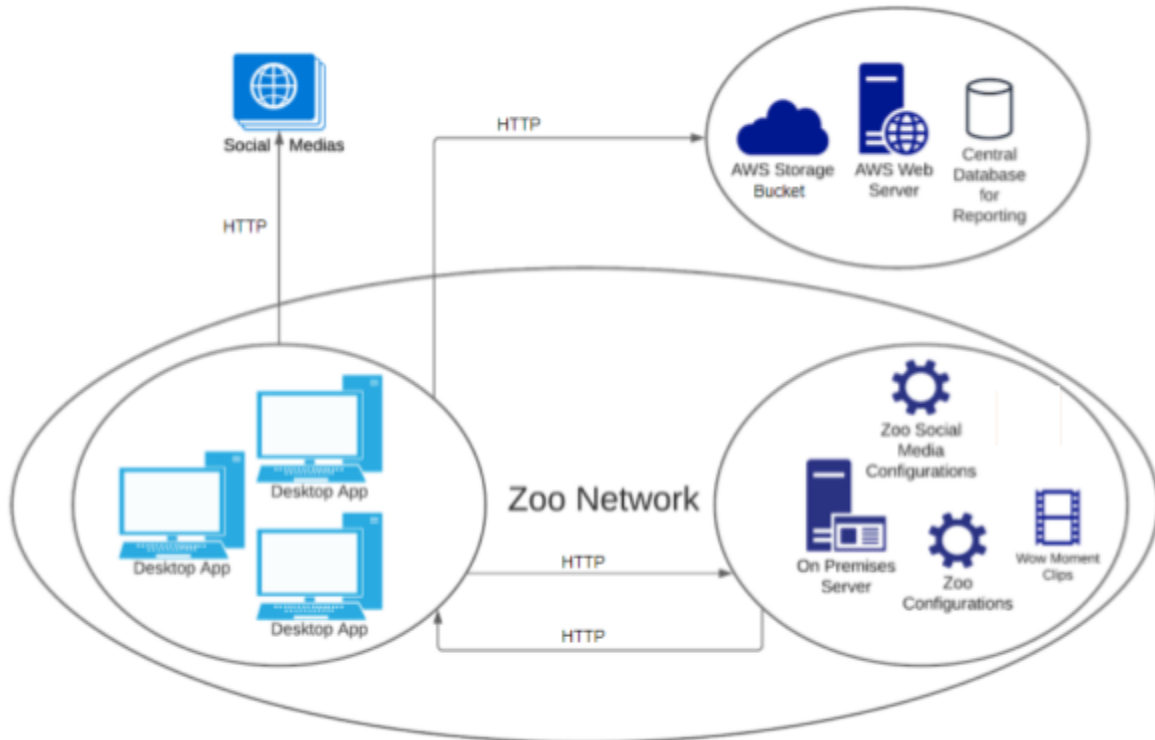 Social Medias
HTTP
HTTP
AWS Storage
Bucket
AWS Web
Server
Central
Database
for
Reporting
Desktop App
Desktop App
Desktop App
Zoo Network
HTTP
HTTP
Zoo Social
Media
Configurations
On Premises
Server
Zoo
Configurations
Wow Moment
Clips